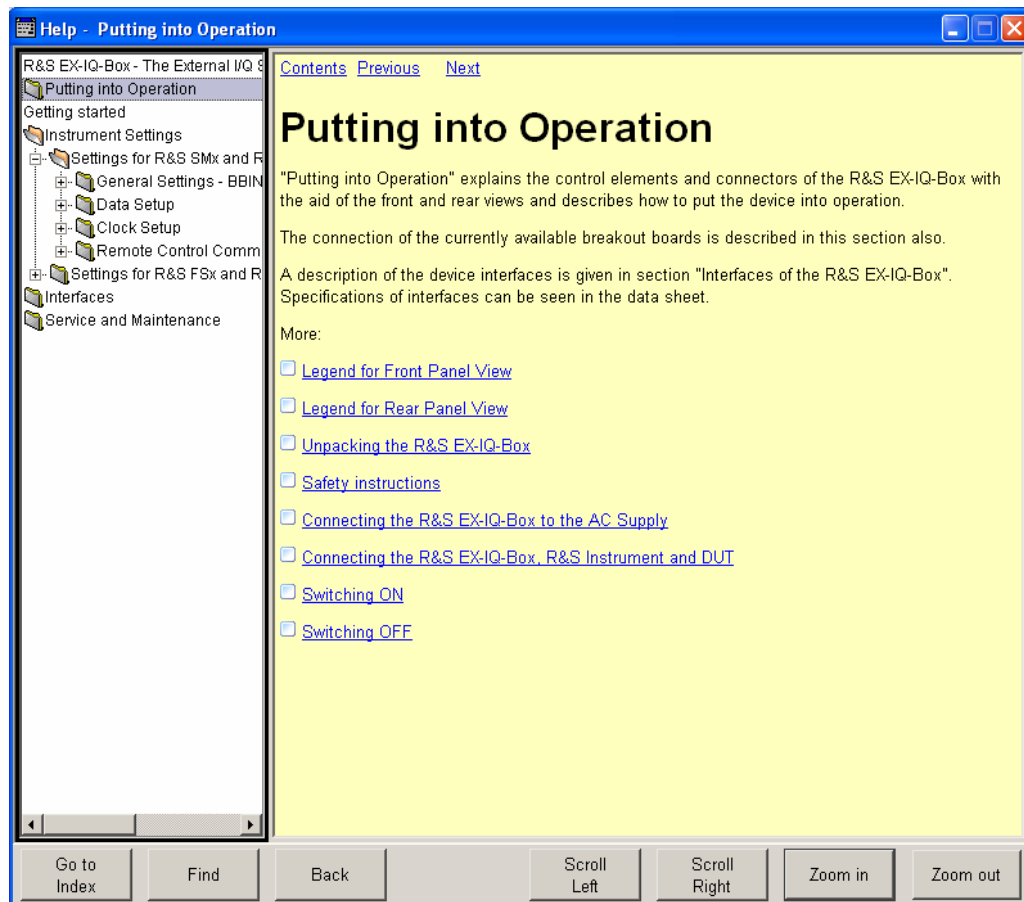 Help - Putting into Operation
R&S EX-IQ-Box - The External I/Q S
Putting into Operation
Getting started
Instrument Settings
Settings for R&S SMx and R
General Settings - BBIN
Data Setup
Clock Setup
Remote Control Comm
Settings for R&S FSx and R
Interfaces
Service and Maintenance
Contents Previous Next
Putting into Operation
"Putting into Operation" explains the control elements and connectors of the R&S EX-IQ-Box with
the aid of the front and rear views and describes how to put the device into operation.
The connection of the currently available breakout boards is described in this section also.
A description of the device interfaces is given in section "Interfaces of the R&S EX-IQ-Box".
Specifications of interfaces can be seen in the data sheet.
More:
Legend for Front Panel View
Legend for Rear Panel View
Unpacking the R&S EX-IQ-Box
Safety instructions
Connecting the R&S EX-IQ-Box to the AC Supply
Connecting the R&S EX-IQ-Box, R&S Instrument and DUT
Switching ON
Switching OFF
Go to
Index
Find
Back
Scroll
Left
Scroll
Right
Zoom in
Zoom out